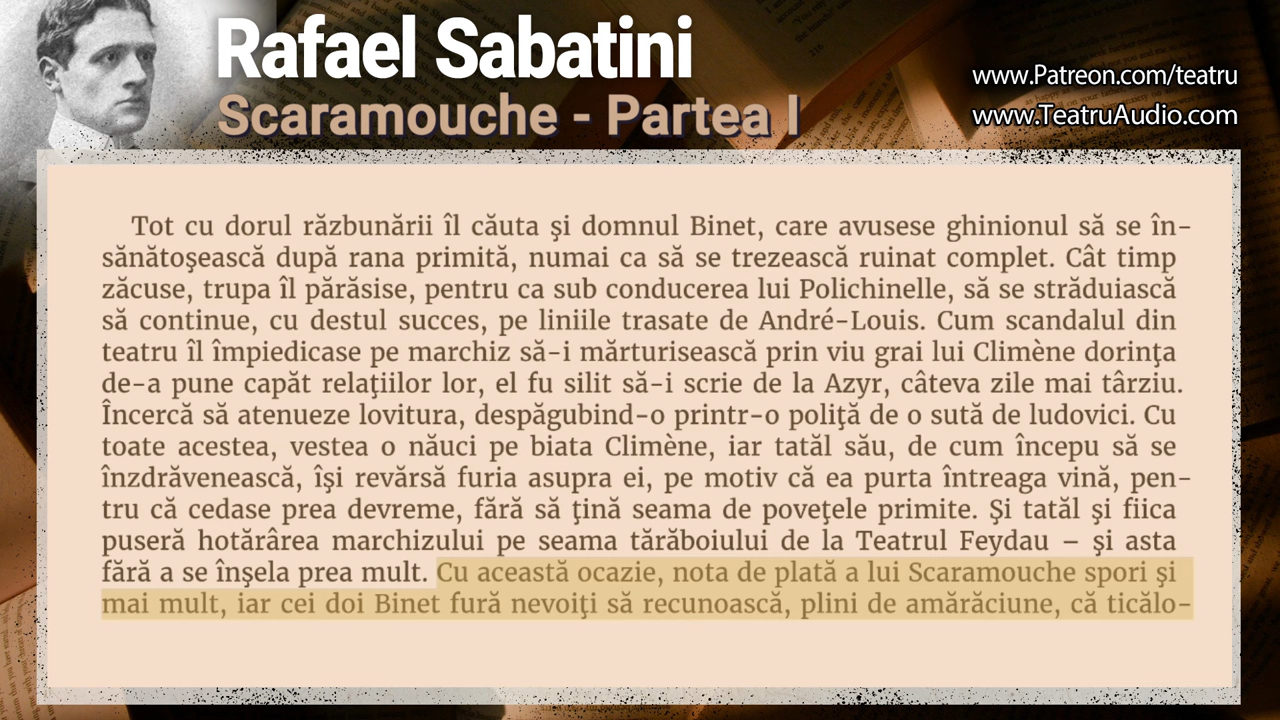 Rafael Sabatini
Scaramouche - Partea I
www.Patreon.com/teatru
www.TeatruAudio.com
Tot cu dorul răzbunării îl căuta şi domnul Binet, care avusese ghinionul să se în-
sănătoşească după rana primită, numai ca să se trezească ruinat complet. Cât timp
zăcuse, trupa îl părăsise, pentru ca sub conducerea lui Polichinelle, să se străduiască
să continue, cu destul succes, pe liniile trasate de André-Louis. Cum scandalul din
teatru îl împiedicase pe marchiz să-i mărturisească prin viu grai lui Climène dorinţa
de-a pune capăt relaţiilor lor, el fu silit să-i scrie de la Azyr, câteva zile mai târziu.
Încercă să atenueze lovitura, despăgubind-o printr-o poliţă de o sută de ludovici. Cu
toate acestea, vestea o năuci pe biata Climène, iar tatăl său, de cum începu să se
înzdrăvenească, îşi revărsă furia asupra ei, pe motiv că ea purta întreaga vină, pen-
tru că cedase prea devreme, fără să ţină seama de poveţele primite. Şi tatăl şi fiica
puseră hotărârea marchizului pe seama tărăboiului de la Teatrul Feydau – şi asta
fără a se înşela prea mult. Cu această ocazie, nota de plată a lui Scaramouche spori şi
mai mult, iar cei doi Binet fură nevoiţi să recunoască, plini de amărăciune, că ticălo-